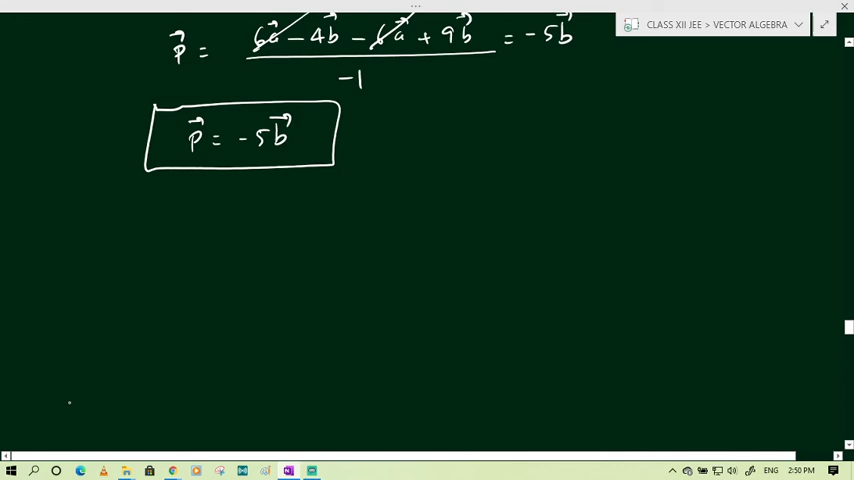 CLASS XII JEE > VECTOR ALGEBRA
p⃗ = (6a⃗ - 4b⃗ - 6a⃗ + 9b⃗) / -1 = -5b⃗
p⃗ = -5b⃗
ENG 2:50 PM